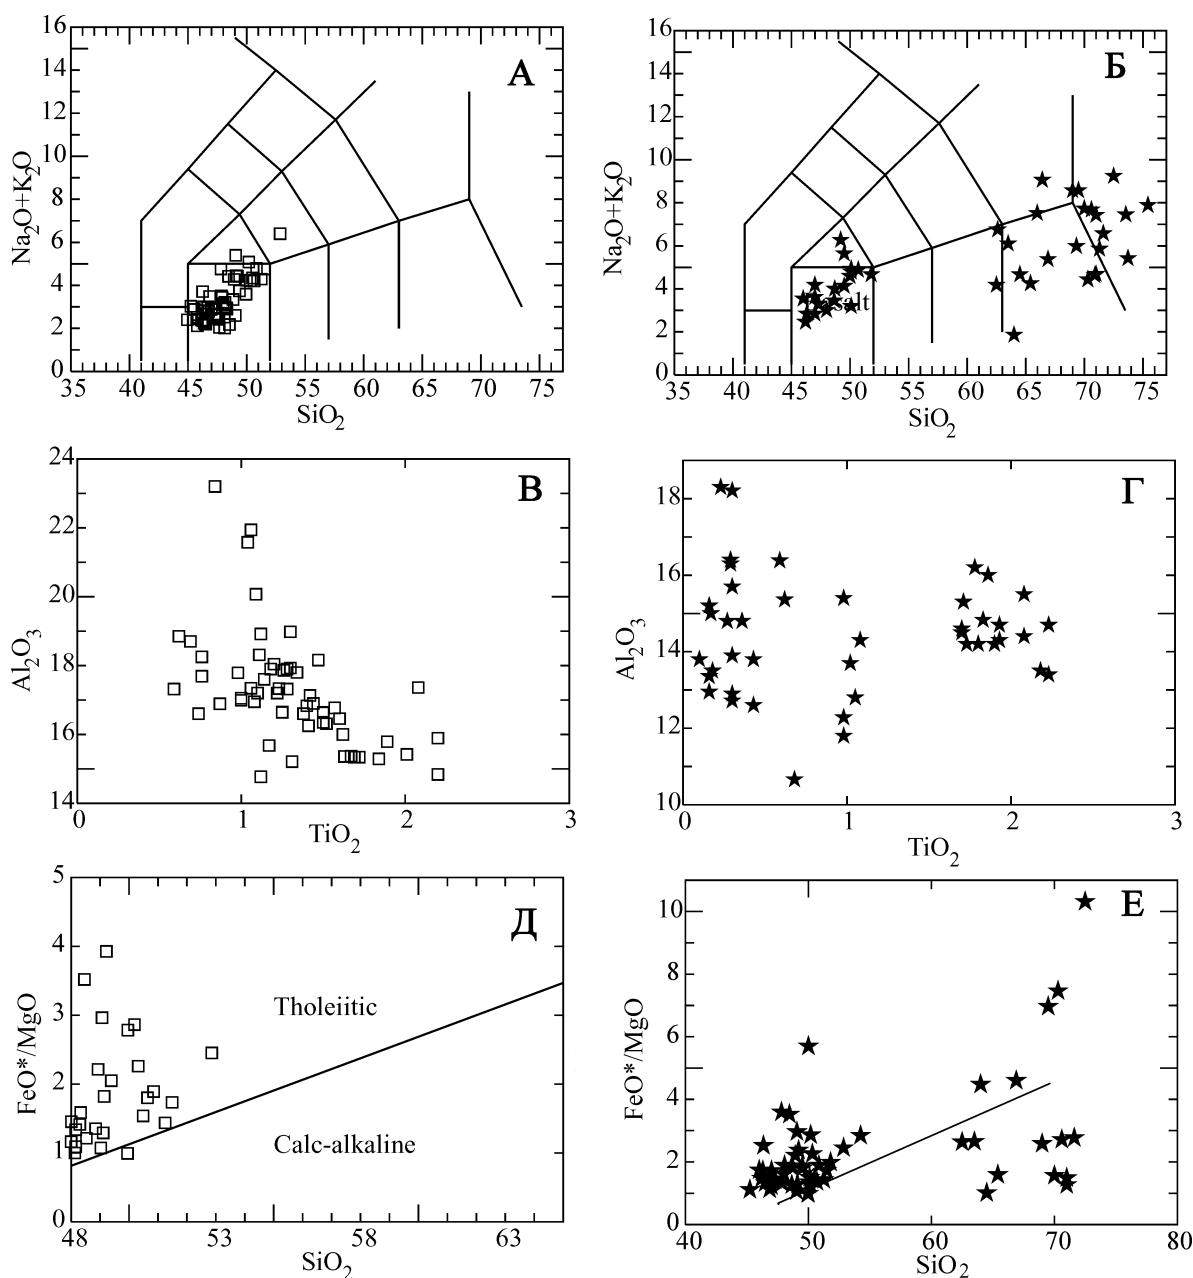 А
16
14
12
10
8
6
4
2
0
Na2O+K2O
35 40 45 50 55 60 65 70 75
SiO2
Б
16
14
12
10
8
6
4
2
0
Na2O+K2O
35 40 45 50 55 60 65 70 75
SiO2
В
24
22
20
18
16
14
Al2O3
0 1 2 3
TiO2
Г
18
16
14
12
10
Al2O3
0 1 2 3
TiO2
Д
5
4
3
2
1
0
FeO*/MgO
Tholeiitic
Calc-alkaline
48 53 58 63
SiO2
Е
10
8
6
4
2
0
FeO*/MgO
40 50 60 70 80
SiO2